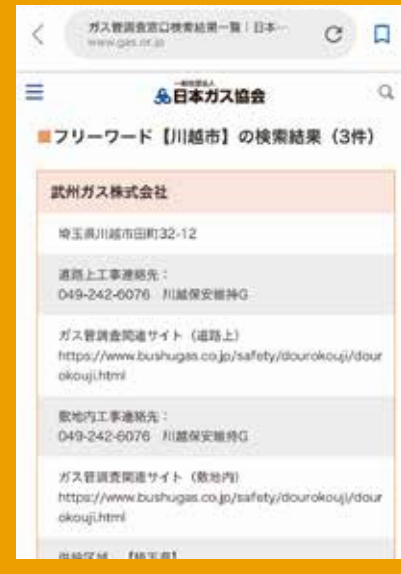 ガス管調査窓口検索結果一覧｜日本…
www.gas.or.jp
一般社団法人
日本ガス協会
■フリーワード【川越市】の検索結果（3件）
武州ガス株式会社
埼玉県川越市田町32-12
道路上工事連絡先：
049-242-6076　川越保安維持G
ガス管調査関連サイト（道路上）
https://www.bushugas.co.jp/safety/dourokouji/dour
okouji.html
敷地内工事連絡先：
049-242-6076　川越保安維持G
ガス管調査関連サイト（敷地内）
https://www.bushugas.co.jp/safety/dourokouji/dour
okouji.html
供給区域　【埼玉県】